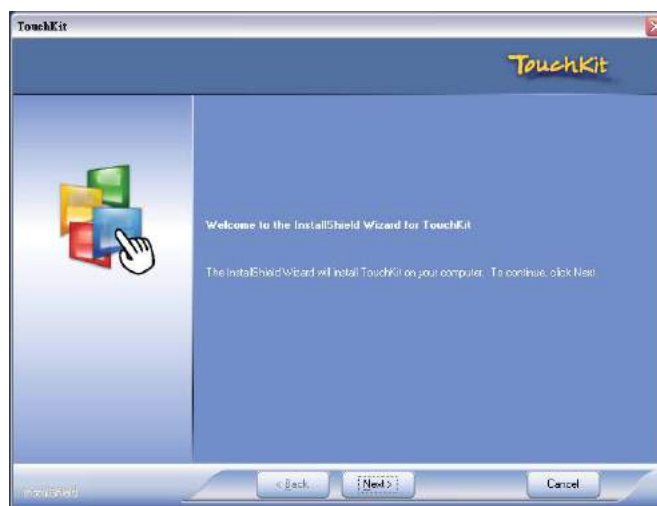 TouchKit
TouchKit
Welcome to the InstallShield Wizard for TouchKit
The InstallShield Wizard will install TouchKit on your computer. To continue, click Next.
InstallShield
< Back
Next >
Cancel